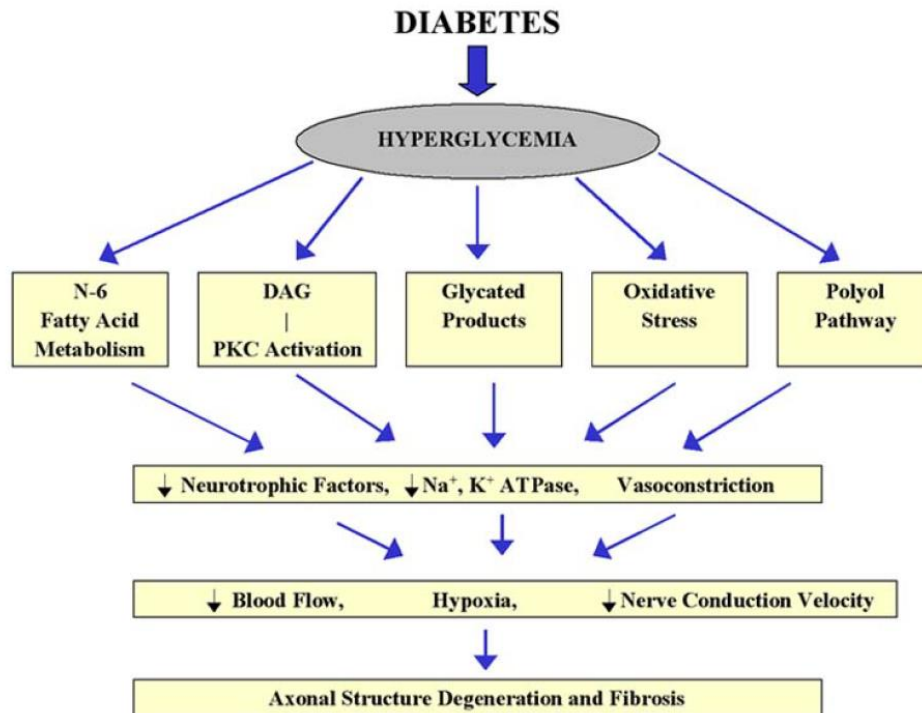 DIABETES
HYPERGLYCEMIA
N-6
Fatty Acid
Metabolism
DAG
|
PKC Activation
Glycated
Products
Oxidative
Stress
Polyol
Pathway
↓ Neurotrophic Factors, ↓ Na⁺, K⁺ ATPase, Vasoconstriction
↓ Blood Flow, Hypoxia, ↓ Nerve Conduction Velocity
Axonal Structure Degeneration and Fibrosis